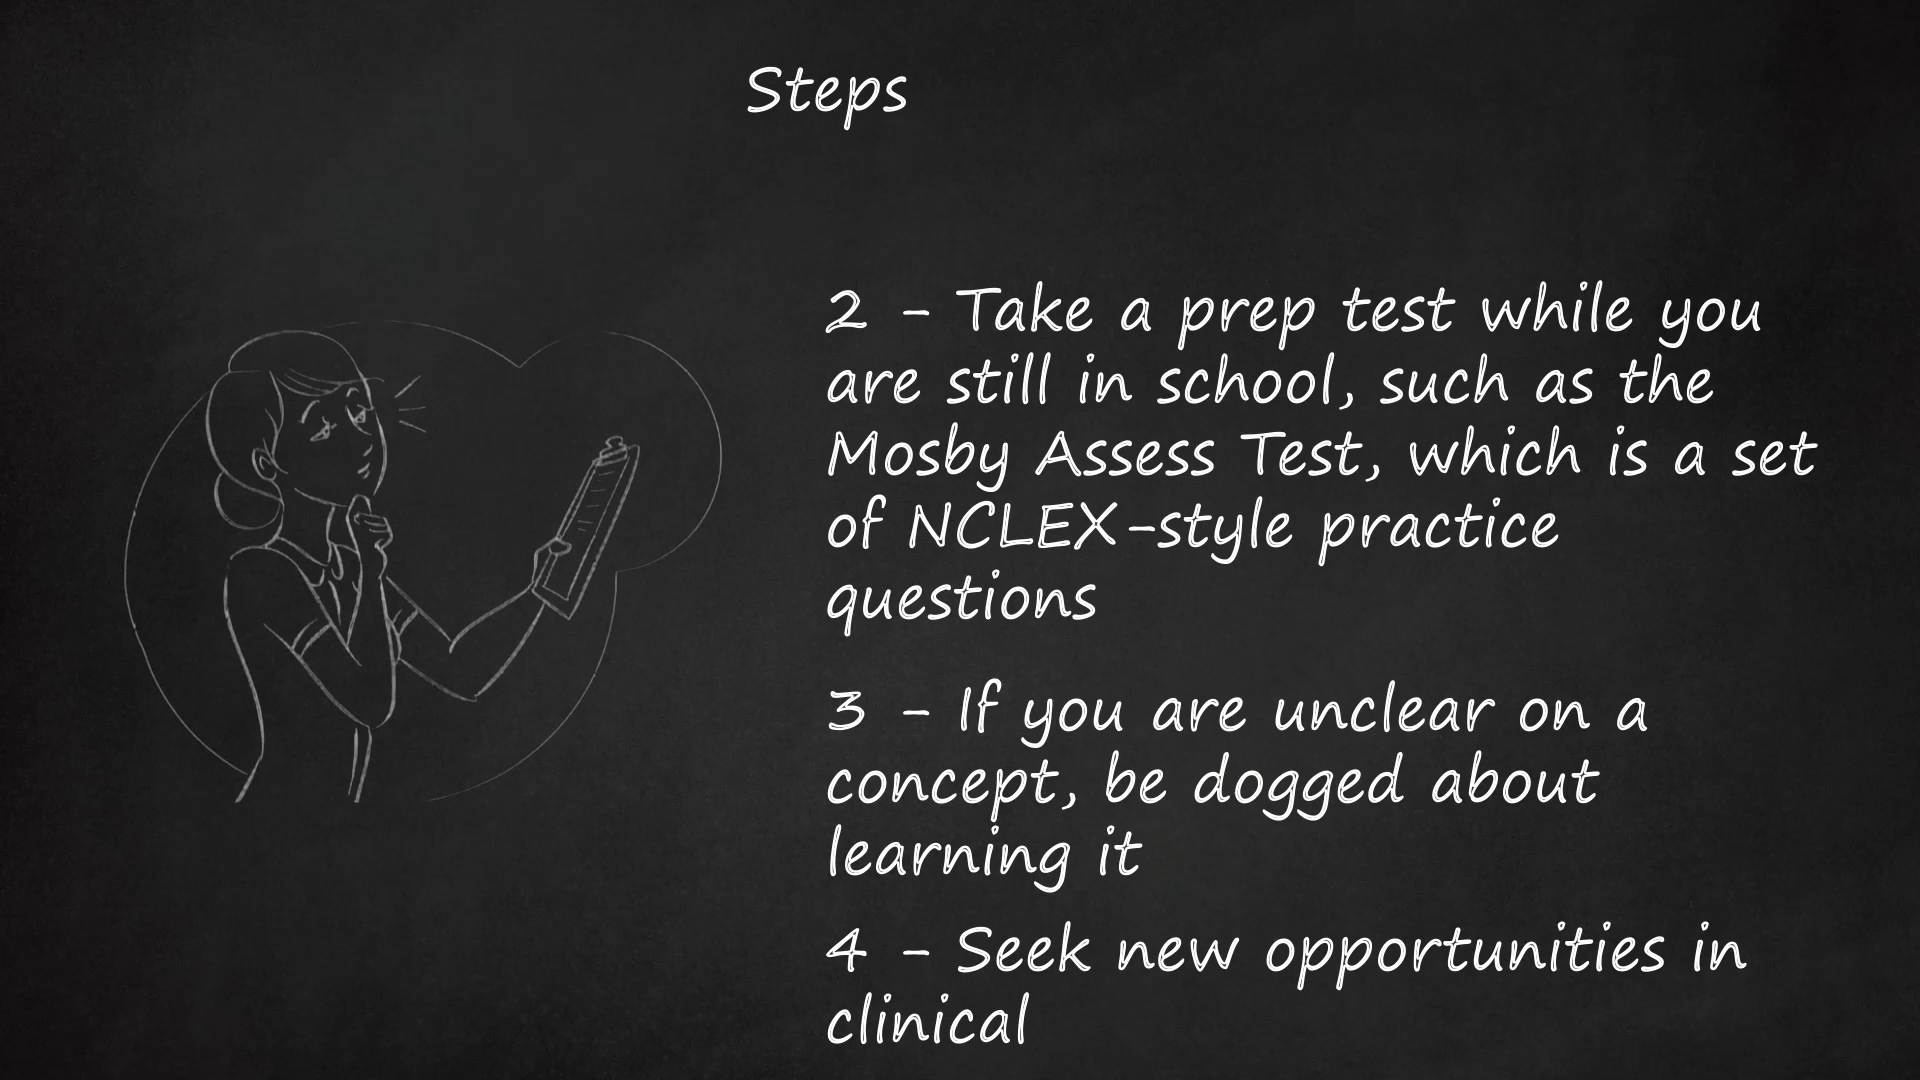 Steps
2 - Take a prep test while you
are still in school, such as the
Mosby Assess Test, which is a set
of NCLEX-style practice
questions
3 - If you are unclear on a
concept, be dogged about
learning it
4 - Seek new opportunities in
clinical